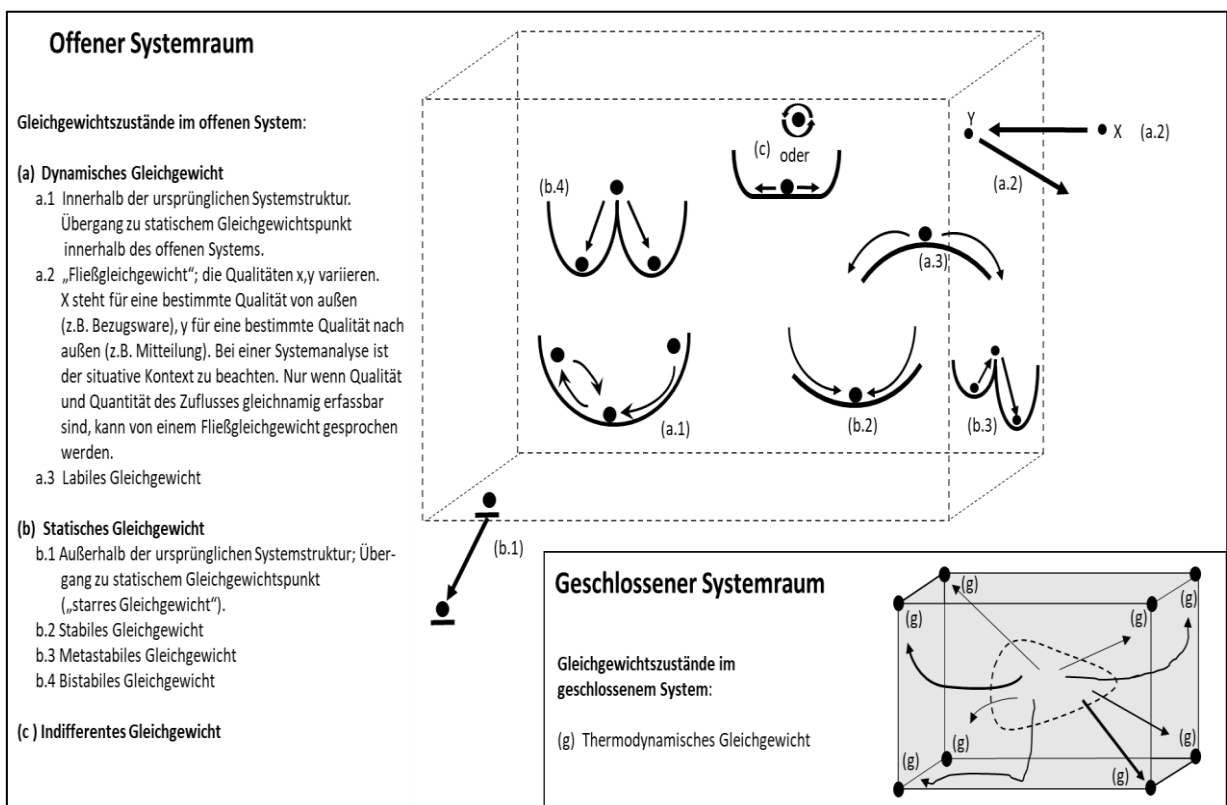 Offener Systemraum
Gleichgewichtszustände im offenen System:
(a) Dynamisches Gleichgewicht
a.1 Innerhalb der ursprünglichen Systemstruktur.
Übergang zu statischem Gleichgewichtspunkt
innerhalb des offenen Systems.
a.2 „Fließgleichgewicht“; die Qualitäten x,y variieren.
X steht für eine bestimmte Qualität von außen
(z.B. Bezugsware), y für eine bestimmte Qualität nach
außen (z.B. Mitteilung). Bei einer Systemanalyse ist
der situative Kontext zu beachten. Nur wenn Qualität
und Quantität des Zuflusses gleichnamig erfassbar
sind, kann von einem Fließgleichgewicht gesprochen
werden.
a.3 Labiles Gleichgewicht
(b) Statisches Gleichgewicht
b.1 Außerhalb der ursprünglichen Systemstruktur; Über-
gang zu statischem Gleichgewichtspunkt
(„starres Gleichgewicht“).
b.2 Stabiles Gleichgewicht
b.3 Metastabiles Gleichgewicht
b.4 Bistabiles Gleichgewicht
(c ) Indifferentes Gleichgewicht
(c) oder
Y
X (a.2)
(a.2)
(b.4)
(a.3)
(a.1)
(b.2)
(b.3)
(b.1)
Geschlossener Systemraum
Gleichgewichtszustände im
geschlossenem System:
(g) Thermodynamisches Gleichgewicht
(g)
(g)
(g)
(g)
(g)
(g)
(g)
(g)